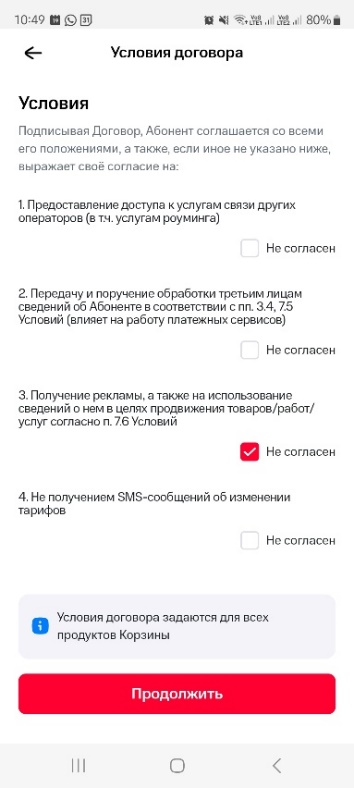 10:49 31 80%
Условия договора
Условия
Подписывая Договор, Абонент соглашается со всеми
его положениями, а также, если иное не указано ниже,
выражает своё согласие на:
1. Предоставление доступа к услугам связи других
операторов (в т.ч. услугам роуминга)
Не согласен
2. Передачу и поручение обработки третьим лицам
сведений об Абоненте в соответствии с пп. 3.4, 7.5
Условий (влияет на работу платежных сервисов)
Не согласен
3. Получение рекламы, а также на использование
сведений о нем в целях продвижения товаров/работ/
услуг согласно п. 7.6 Условий
Не согласен
4. Не получением SMS-сообщений об изменении
тарифов
Не согласен
Условия договора задаются для всех
продуктов Корзины
Продолжить